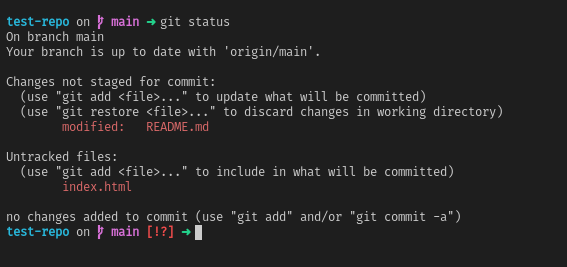 test-repo on  main ➜ git status
On branch main
Your branch is up to date with 'origin/main'.

Changes not staged for commit:
  (use "git add <file>..." to update what will be committed)
  (use "git restore <file>..." to discard changes in working directory)
        modified:   README.md

Untracked files:
  (use "git add <file>..." to include in what will be committed)
        index.html

no changes added to commit (use "git add" and/or "git commit -a")
test-repo on  main [!?] ➜